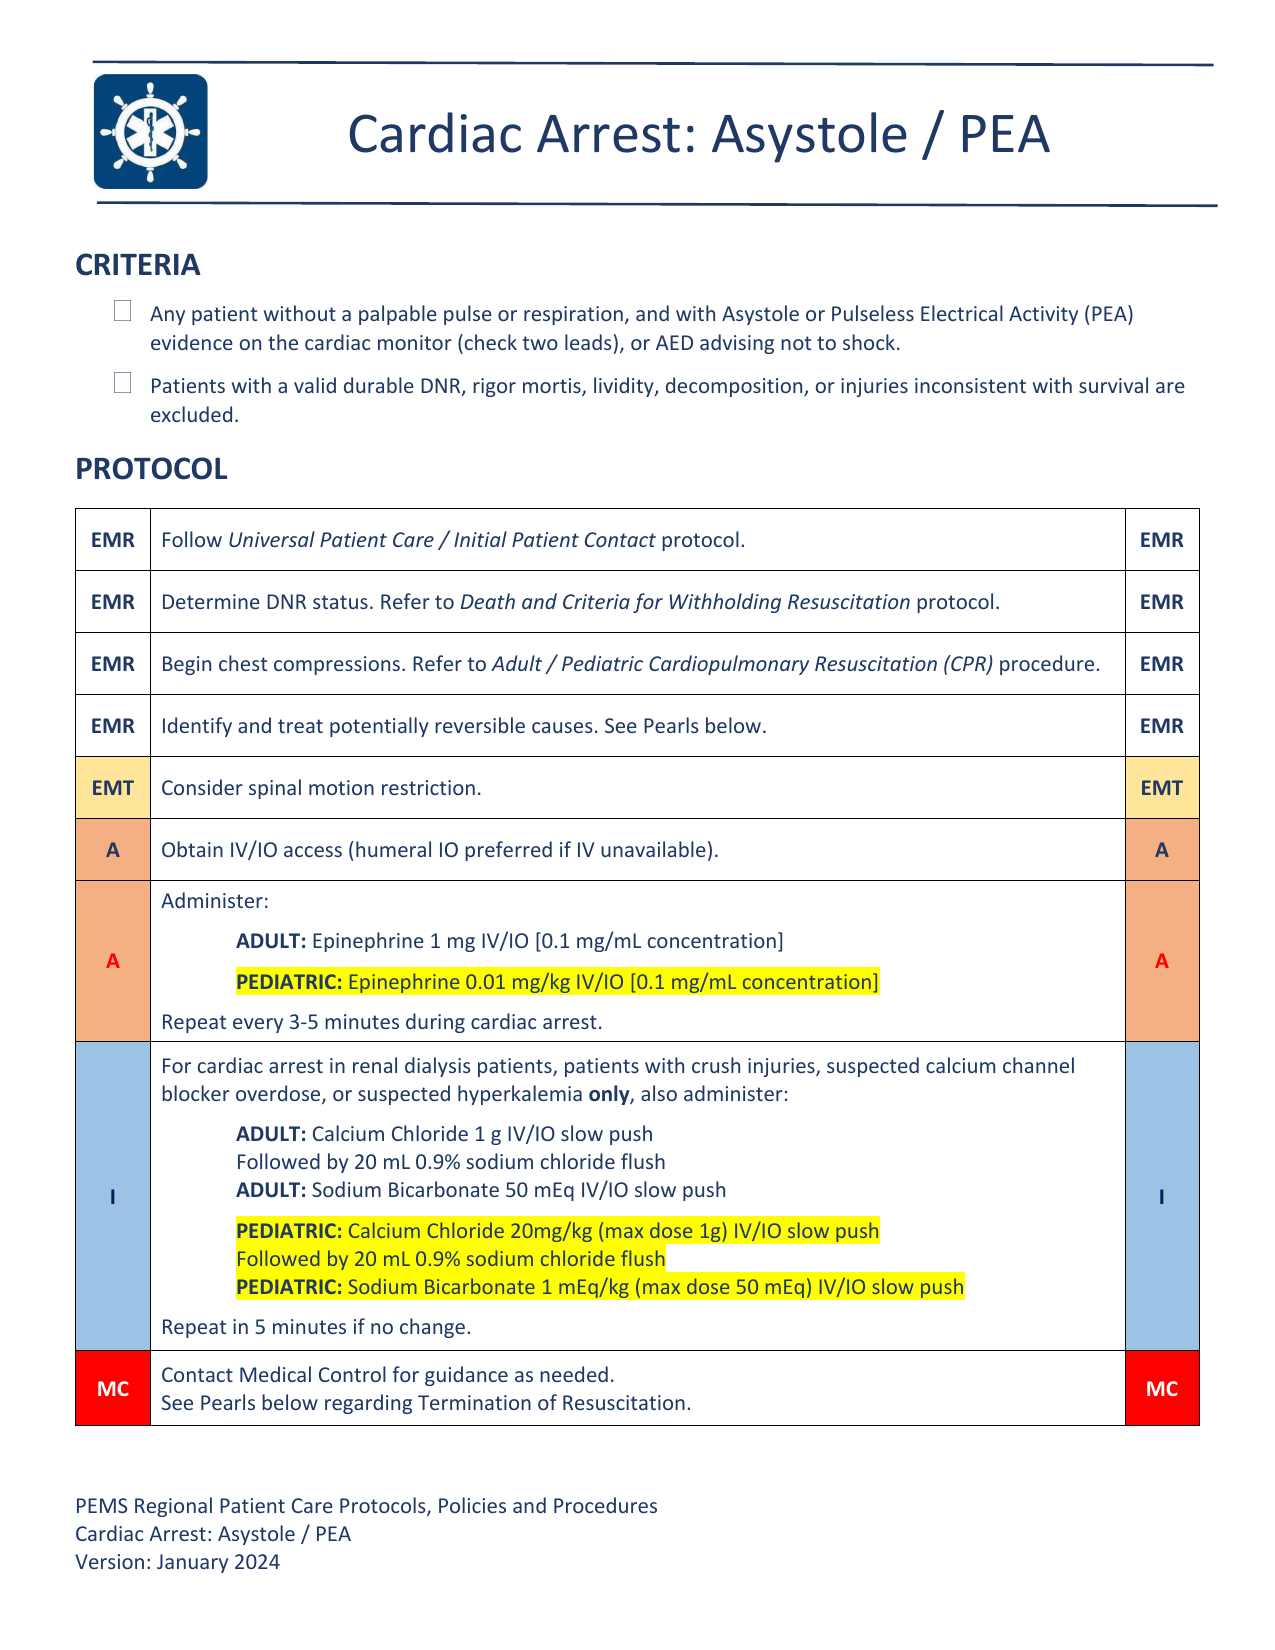 Cardiac Arrest: Asystole / PEA
CRITERIA
Any patient without a palpable pulse or respiration, and with Asystole or Pulseless Electrical Activity (PEA)
evidence on the cardiac monitor (check two leads), or AED advising not to shock.
Patients with a valid durable DNR, rigor mortis, lividity, decomposition, or injuries inconsistent with survival are
excluded.
PROTOCOL
EMR Follow Universal Patient Care / Initial Patient Contact protocol. EMR
EMR Determine DNR status. Refer to Death and Criteria for Withholding Resuscitation protocol. EMR
EMR Begin chest compressions. Refer to Adult / Pediatric Cardiopulmonary Resuscitation (CPR) procedure. EMR
EMR Identify and treat potentially reversible causes. See Pearls below. EMR
EMT Consider spinal motion restriction. EMT
A Obtain IV/IO access (humeral IO preferred if IV unavailable). A
Administer:
ADULT: Epinephrine 1 mg IV/IO [0.1 mg/mL concentration]
A A
PEDIATRIC: Epinephrine 0.01 mg/kg IV/IO [0.1 mg/mL concentration]
Repeat every 3-5 minutes during cardiac arrest.
For cardiac arrest in renal dialysis patients, patients with crush injuries, suspected calcium channel
blocker overdose, or suspected hyperkalemia only, also administer:
ADULT: Calcium Chloride 1 g IV/IO slow push
Followed by 20 mL 0.9% sodium chloride flush
ADULT: Sodium Bicarbonate 50 mEq IV/IO slow push
I I
PEDIATRIC: Calcium Chloride 20mg/kg (max dose 1g) IV/IO slow push
Followed by 20 mL 0.9% sodium chloride flush
PEDIATRIC: Sodium Bicarbonate 1 mEq/kg (max dose 50 mEq) IV/IO slow push
Repeat in 5 minutes if no change.
Contact Medical Control for guidance as needed.
MC MC
See Pearls below regarding Termination of Resuscitation.
PEMS Regional Patient Care Protocols, Policies and Procedures
Cardiac Arrest: Asystole / PEA
Version: January 2024